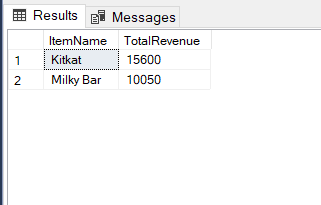 Results Messages
ItemName TotalRevenue
1 Kitkat 15600
2 Milky Bar 10050